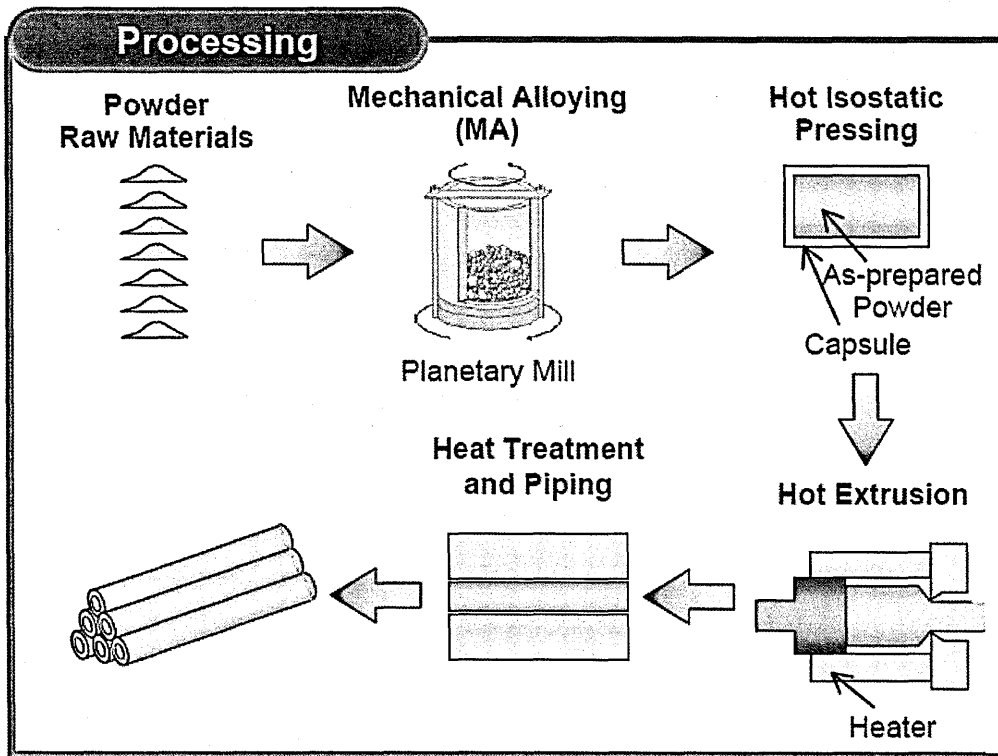 Processing
Powder
Raw Materials
Mechanical Alloying
(MA)
Planetary Mill
Hot Isostatic
Pressing
As-prepared
Powder
Capsule
Hot Extrusion
Heater
Heat Treatment
and Piping